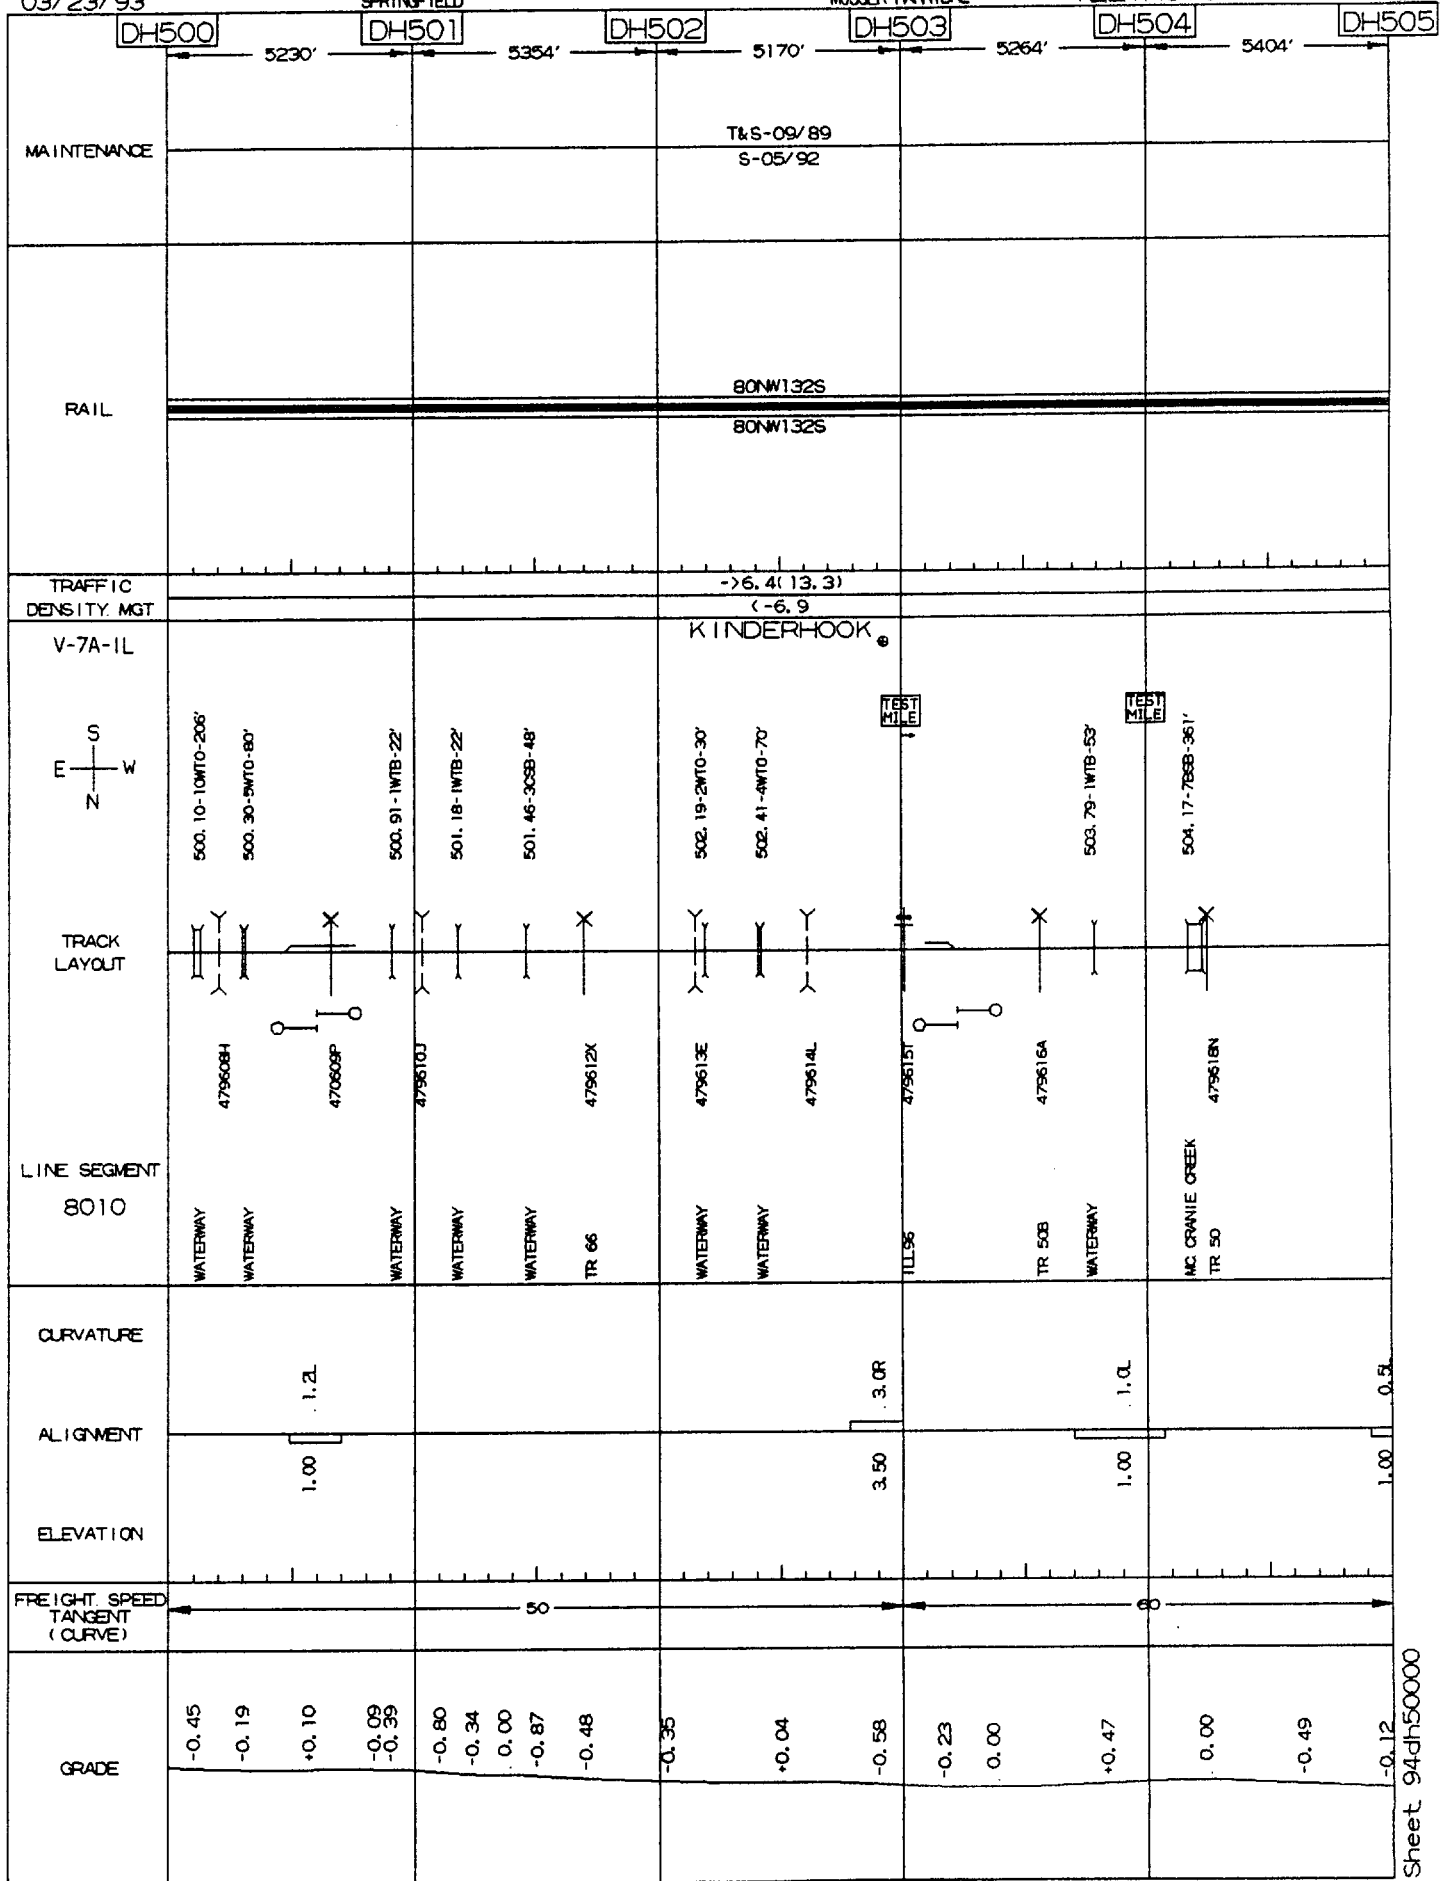 03/23/93 SPRINGFIELD
DH500 DH501 DH502 DH503 DH504 DH505
5230' 5354' 5170' 5264' 5404'
MAINTENANCE
T&S-09/89
S-05/92
RAIL
80NW132S
80NW132S
TRAFFIC
DENSITY. MGT
->6.4(13.3)
<-6.9
V-7A-IL
KINDERHOOK
TEST
MILE
TEST
MILE
S
E W
N
500.10-10WTO-206'
500.30-5WTO-80'
500.91-1WTB-22'
501.18-1WTB-22'
501.46-3CSB-48'
502.19-2WTO-30'
502.41-4WTO-70'
503.79-1WTB-53'
504.17-7BSB-361'
TRACK
LAYOUT
479608H
470609P
479610J
479612X
479613E
479614L
479615T
479616A
479618N
LINE SEGMENT
8010
WATERWAY
WATERWAY
WATERWAY
WATERWAY
WATERWAY
TR 66
WATERWAY
WATERWAY
ILL96
TR 50B
WATERWAY
MC CRANIE CREEK
TR 50
CURVATURE
1.2L 3.0R 1.0L 0.5L
ALIGNMENT
1.00 3.50 1.00 1.00
ELEVATION
FREIGHT. SPEED
TANGENT
(CURVE)
50 60
GRADE
-0.45 -0.19 +0.10 -0.09 -0.39 -0.80 -0.34 0.00 -0.87 -0.48 -0.35 +0.04 -0.58 -0.23 0.00 +0.47 0.00 -0.49 -0.12
Sheet 94dh50000